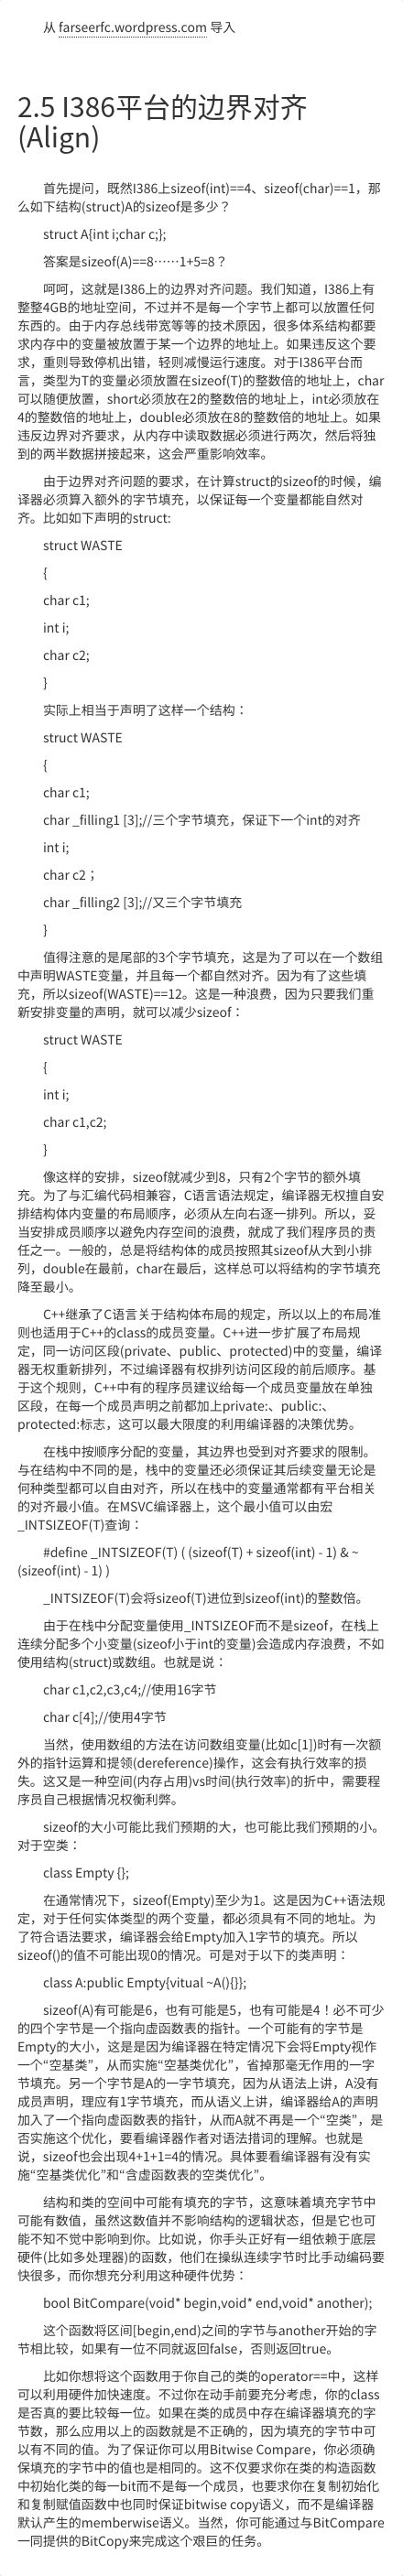 从 farseerfc.wordpress.com 导入
2.5 I386平台的边界对齐
(Align)
首先提问，既然I386上sizeof(int)==4、sizeof(char)==1，那
么如下结构(struct)A的sizeof是多少？
struct A{int i;char c;};
答案是sizeof(A)==8……1+5=8？
呵呵，这就是I386上的边界对齐问题。我们知道，I386上有
整整4GB的地址空间，不过并不是每一个字节上都可以放置任何
东西的。由于内存总线带宽等等的技术原因，很多体系结构都要
求内存中的变量被放置于某一个边界的地址上。如果违反这个要
求，重则导致停机出错，轻则减慢运行速度。对于I386平台而
言，类型为T的变量必须放置在sizeof(T)的整数倍的地址上，char
可以随便放置，short必须放在2的整数倍的地址上，int必须放在
4的整数倍的地址上，double必须放在8的整数倍的地址上。如果
违反边界对齐要求，从内存中读取数据必须进行两次，然后将独
到的两半数据拼接起来，这会严重影响效率。
由于边界对齐问题的要求，在计算struct的sizeof的时候，编
译器必须算入额外的字节填充，以保证每一个变量都能自然对
齐。比如如下声明的struct:
struct WASTE
{
char c1;
int i;
char c2;
}
实际上相当于声明了这样一个结构：
struct WASTE
{
char c1;
char _filling1 [3];//三个字节填充，保证下一个int的对齐
int i;
char c2；
char _filling2 [3];//又三个字节填充
}
值得注意的是尾部的3个字节填充，这是为了可以在一个数组
中声明WASTE变量，并且每一个都自然对齐。因为有了这些填
充，所以sizeof(WASTE)==12。这是一种浪费，因为只要我们重
新安排变量的声明，就可以减少sizeof：
struct WASTE
{
int i;
char c1,c2;
}
像这样的安排，sizeof就减少到8，只有2个字节的额外填
充。为了与汇编代码相兼容，C语言语法规定，编译器无权擅自安
排结构体内变量的布局顺序，必须从左向右逐一排列。所以，妥
当安排成员顺序以避免内存空间的浪费，就成了我们程序员的责
任之一。一般的，总是将结构体的成员按照其sizeof从大到小排
列，double在最前，char在最后，这样总可以将结构的字节填充
降至最小。
C++继承了C语言关于结构体布局的规定，所以以上的布局准
则也适用于C++的class的成员变量。C++进一步扩展了布局规
定，同一访问区段(private、public、protected)中的变量，编译
器无权重新排列，不过编译器有权排列访问区段的前后顺序。基
于这个规则，C++中有的程序员建议给每一个成员变量放在单独
区段，在每一个成员声明之前都加上private:、public:、
protected:标志，这可以最大限度的利用编译器的决策优势。
在栈中按顺序分配的变量，其边界也受到对齐要求的限制。
与在结构中不同的是，栈中的变量还必须保证其后续变量无论是
何种类型都可以自由对齐，所以在栈中的变量通常都有平台相关
的对齐最小值。在MSVC编译器上，这个最小值可以由宏
_INTSIZEOF(T)查询：
#define _INTSIZEOF(T) ( (sizeof(T) + sizeof(int) - 1) & ~
(sizeof(int) - 1) )
_INTSIZEOF(T)会将sizeof(T)进位到sizeof(int)的整数倍。
由于在栈中分配变量使用_INTSIZEOF而不是sizeof，在栈上
连续分配多个小变量(sizeof小于int的变量)会造成内存浪费，不如
使用结构(struct)或数组。也就是说：
char c1,c2,c3,c4;//使用16字节
char c[4];//使用4字节
当然，使用数组的方法在访问数组变量(比如c[1])时有一次额
外的指针运算和提领(dereference)操作，这会有执行效率的损
失。这又是一种空间(内存占用)vs时间(执行效率)的折中，需要程
序员自己根据情况权衡利弊。
sizeof的大小可能比我们预期的大，也可能比我们预期的小。
对于空类：
class Empty {};
在通常情况下，sizeof(Empty)至少为1。这是因为C++语法规
定，对于任何实体类型的两个变量，都必须具有不同的地址。为
了符合语法要求，编译器会给Empty加入1字节的填充。所以
sizeof()的值不可能出现0的情况。可是对于以下的类声明：
class A:public Empty{vitual ~A(){}};
sizeof(A)有可能是6，也有可能是5，也有可能是4！必不可少
的四个字节是一个指向虚函数表的指针。一个可能有的字节是
Empty的大小，这是是因为编译器在特定情况下会将Empty视作
一个“空基类”，从而实施“空基类优化”，省掉那毫无作用的一字
节填充。另一个字节是A的一字节填充，因为从语法上讲，A没有
成员声明，理应有1字节填充，而从语义上讲，编译器给A的声明
加入了一个指向虚函数表的指针，从而A就不再是一个“空类”，是
否实施这个优化，要看编译器作者对语法措词的理解。也就是
说，sizeof也会出现4+1+1=4的情况。具体要看编译器有没有实
施“空基类优化”和“含虚函数表的空类优化”。
结构和类的空间中可能有填充的字节，这意味着填充字节中
可能有数值，虽然这数值并不影响结构的逻辑状态，但是它也可
能不知不觉中影响到你。比如说，你手头正好有一组依赖于底层
硬件(比如多处理器)的函数，他们在操纵连续字节时比手动编码要
快很多，而你想充分利用这种硬件优势：
bool BitCompare(void* begin,void* end,void* another);
这个函数将区间[begin,end)之间的字节与another开始的字
节相比较，如果有一位不同就返回false，否则返回true。
比如你想将这个函数用于你自己的类的operator==中，这样
可以利用硬件加快速度。不过你在动手前要充分考虑，你的class
是否真的要比较每一位。如果在类的成员中存在编译器填充的字
节数，那么应用以上的函数就是不正确的，因为填充的字节中可
以有不同的值。为了保证你可以用Bitwise Compare，你必须确
保填充的字节中的值也是相同的。这不仅要求你在类的构造函数
中初始化类的每一bit而不是每一个成员，也要求你在复制初始化
和复制赋值函数中也同时保证bitwise copy语义，而不是编译器
默认产生的memberwise语义。当然，你可能通过与BitCompare
一同提供的BitCopy来完成这个艰巨的任务。